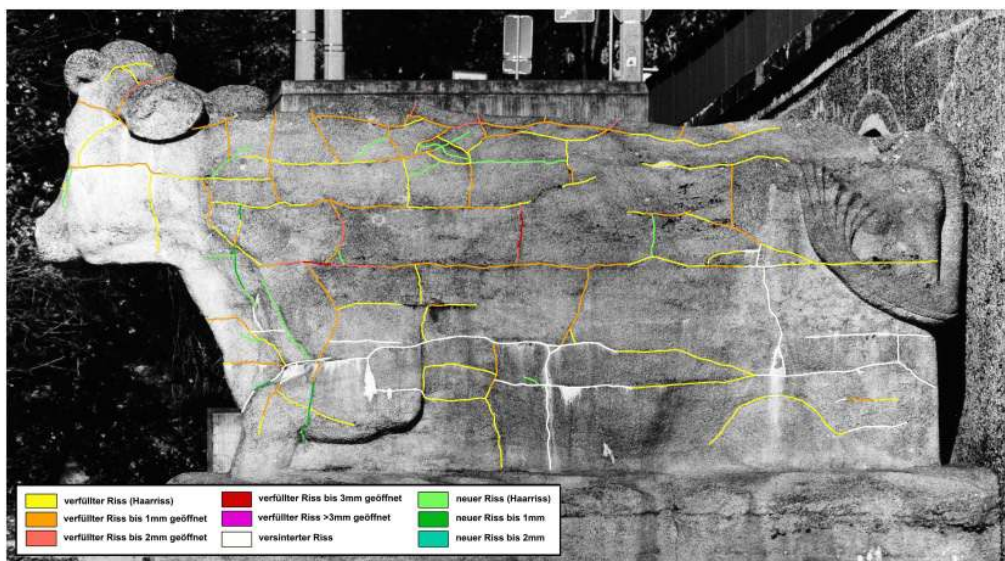 verfüllter Riss (Haarriss)
verfüllter Riss bis 1mm geöffnet
verfüllter Riss bis 2mm geöffnet
verfüllter Riss bis 3mm geöffnet
verfüllter Riss >3mm geöffnet
versinterter Riss
neuer Riss (Haarriss)
neuer Riss bis 1mm
neuer Riss bis 2mm